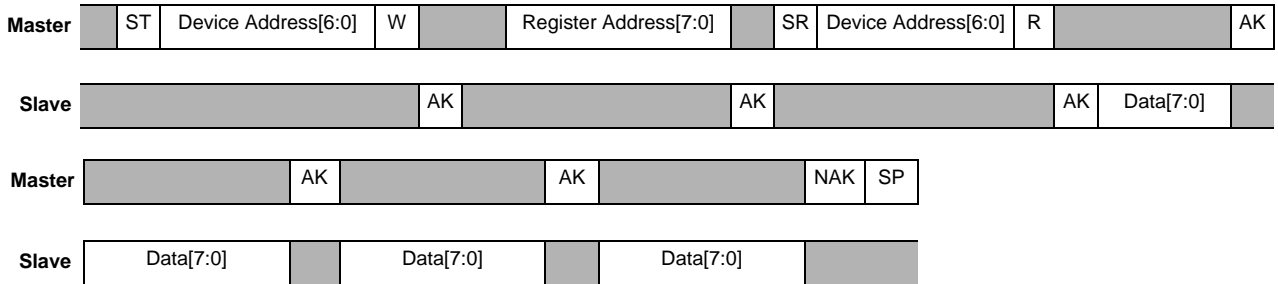 Master ST Device Address[6:0] W Register Address[7:0] SR Device Address[6:0] R AK
Slave AK AK AK Data[7:0]
Master AK AK NAK SP
Slave Data[7:0] Data[7:0] Data[7:0]